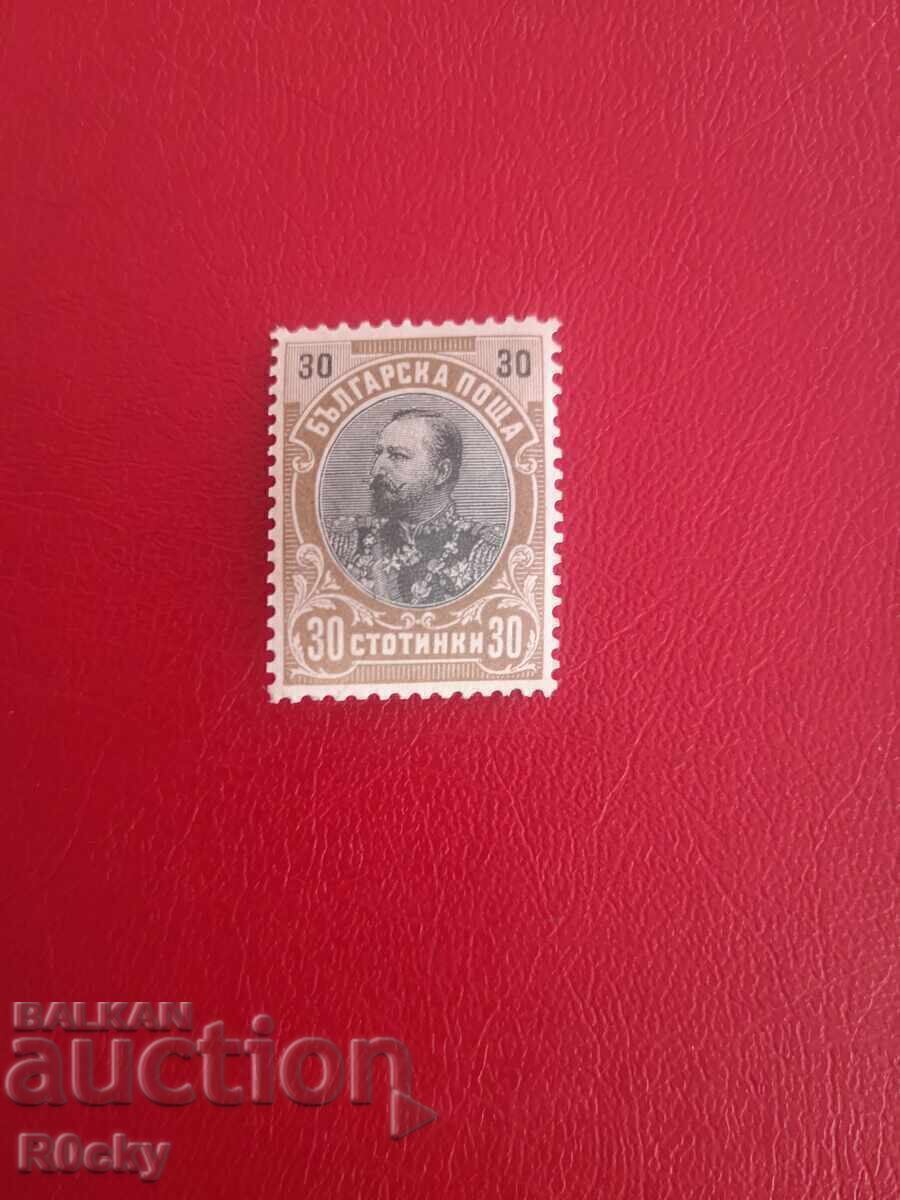 30 30
БЪЛГАРСКА ПОЩА
30 СТОТИНКИ 30
BALKAN
auction
R0cky